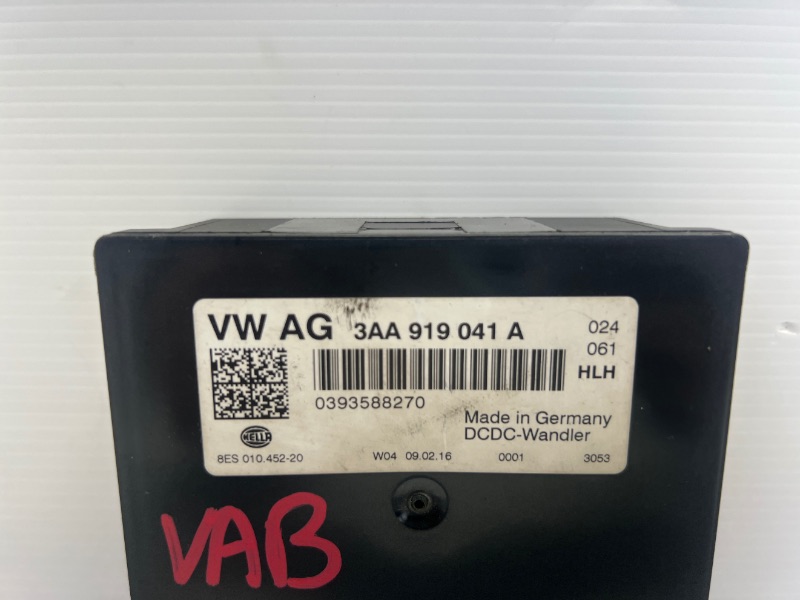 VW AG 3AA 919 041 A 024
061
HLH
0393588270
Made in Germany
DCDC-Wandler
HELLA
8ES 010.452-20 W04 09.02.16 0001 3053
VAB